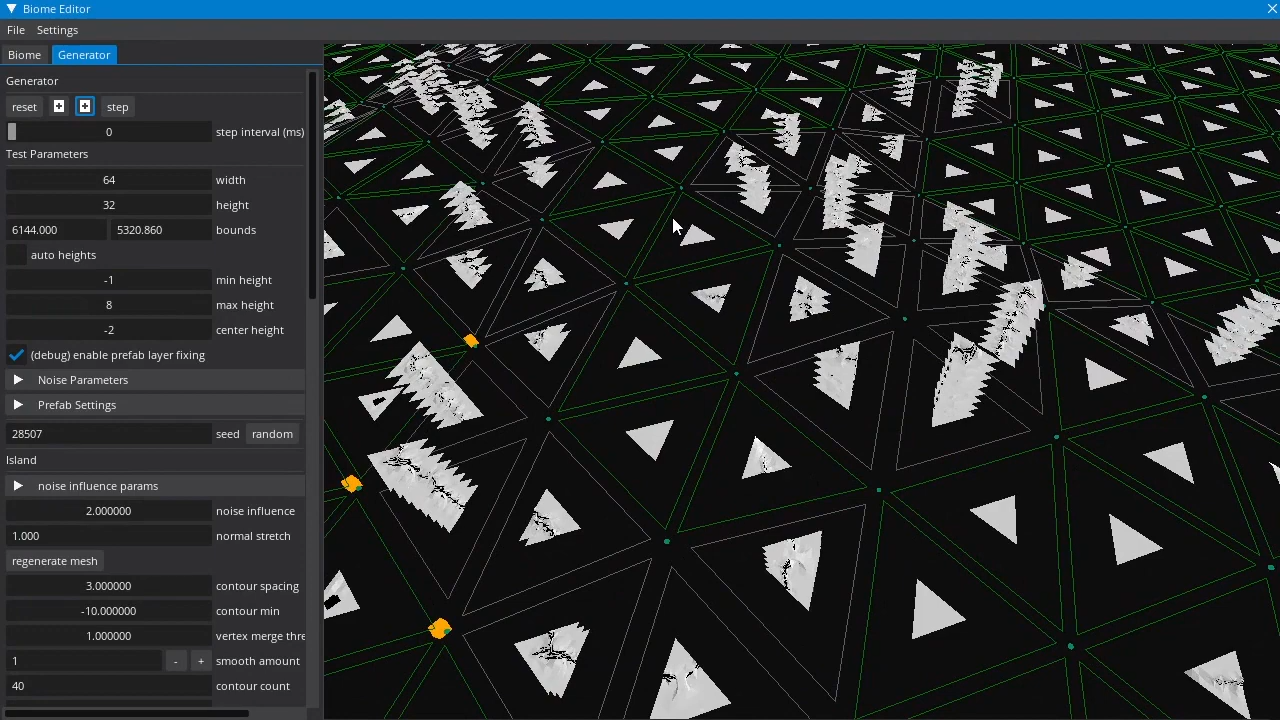 Biome Editor
File Settings
Biome Generator
Generator
reset step
0 step interval (ms)
Test Parameters
64 width
32 height
6144.000 5320.860 bounds
auto heights
-1 min height
8 max height
-2 center height
(debug) enable prefab layer fixing
Noise Parameters
Prefab Settings
28507 seed random
Island
noise influence params
2.000000 noise influence
1.000 normal stretch
regenerate mesh
3.000000 contour spacing
-10.000000 contour min
1.000000 vertex merge thre
1 - + smooth amount
40 contour count